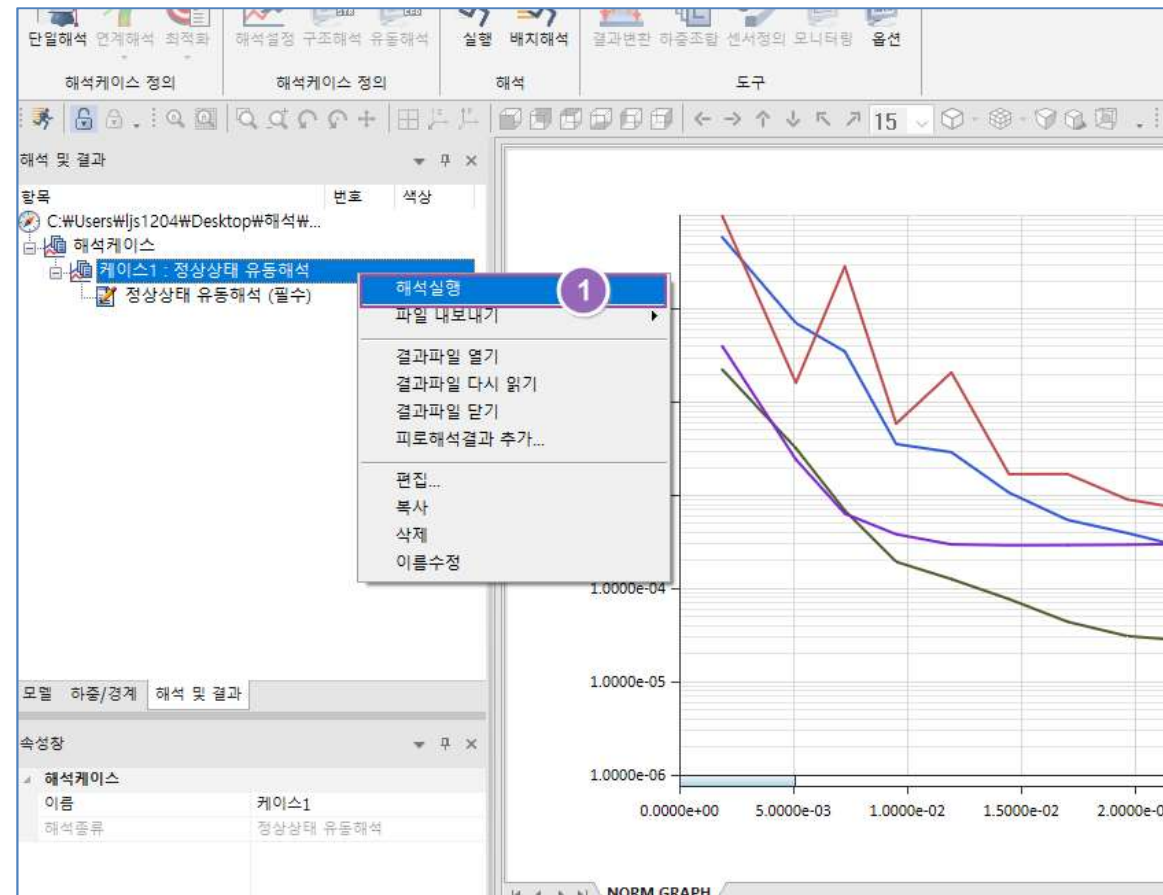 단일해석 연계해석 최적화 해석설정 구조해석 유동해석 실행 배치해석 결과변환 하중조합 센서정의 모니터링 옵션
해석케이스 정의 해석케이스 정의 해석 도구
15
해석 및 결과
항목 번호 색상
C:₩Users₩ljs1204₩Desktop₩해석₩...
해석케이스
케이스1 : 정상상태 유동해석
정상상태 유동해석 (필수)
해석실행
1
파일 내보내기
결과파일 열기
결과파일 다시 읽기
결과파일 닫기
피로해석결과 추가...
편집...
복사
삭제
이름수정
1.0000e-04
1.0000e-05
1.0000e-06
0.0000e+00 5.0000e-03 1.0000e-02 1.5000e-02 2.0000e-0
모델 하중/경계 해석 및 결과
속성창
해석케이스
이름 케이스1
해석종류 정상상태 유동해석
NORM GRAPH